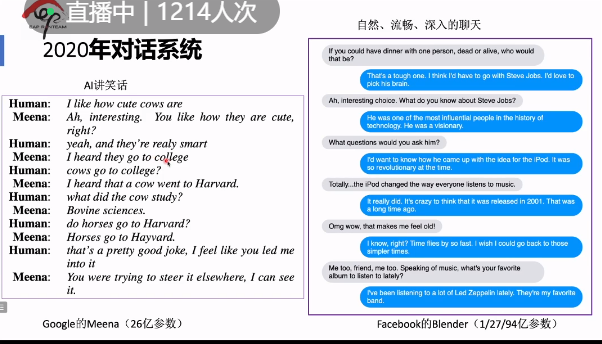 直播中 | 1214人次
2020年对话系统
AI讲笑话
Human: I like how cute cows are
Meena: Ah, interesting. You like how they are cute,
right?
Human: yeah, and they're realy smart
Meena: I heard they go to college
Human: cows go to college?
Meena: I heard that a cow went to Harvard.
Human: what did the cow study?
Meena: Bovine sciences.
Human: do horses go to Harvard?
Meena: Horses go to Hayvard.
Human: that's a pretty good joke, I feel like you led me
into it
Meena: You were trying to steer it elsewhere, I can see
it.
Google的Meena（26亿参数）
自然、流畅、深入的聊天
If you could have dinner with one person, dead or alive, who would
that be?
That's a tough one. I think I'd have to go with Steve Jobs. I'd love to
pick his brain.
Ah, interesting choice. What do you know about Steve Jobs?
He was one of the most influential people in the history of
technology. He was a visionary.
What questions would you ask him?
I'd want to know how he came up with the idea for the iPod. It was
so revolutionary at the time.
Totally...the iPod changed the way everyone listens to music.
It really did. It's crazy to think that it was released in 2001. That was
a long time ago.
Omg wow, that makes me feel old!
I know, right? Time flies by so fast. I wish I could go back to those
simpler times.
Me too, friend, me too. Speaking of music, what's your favorite
album to listen to lately?
I've been listening to a lot of Led Zeppelin lately. They're my favorite
band.
Facebook的Blender（1/27/94亿参数）